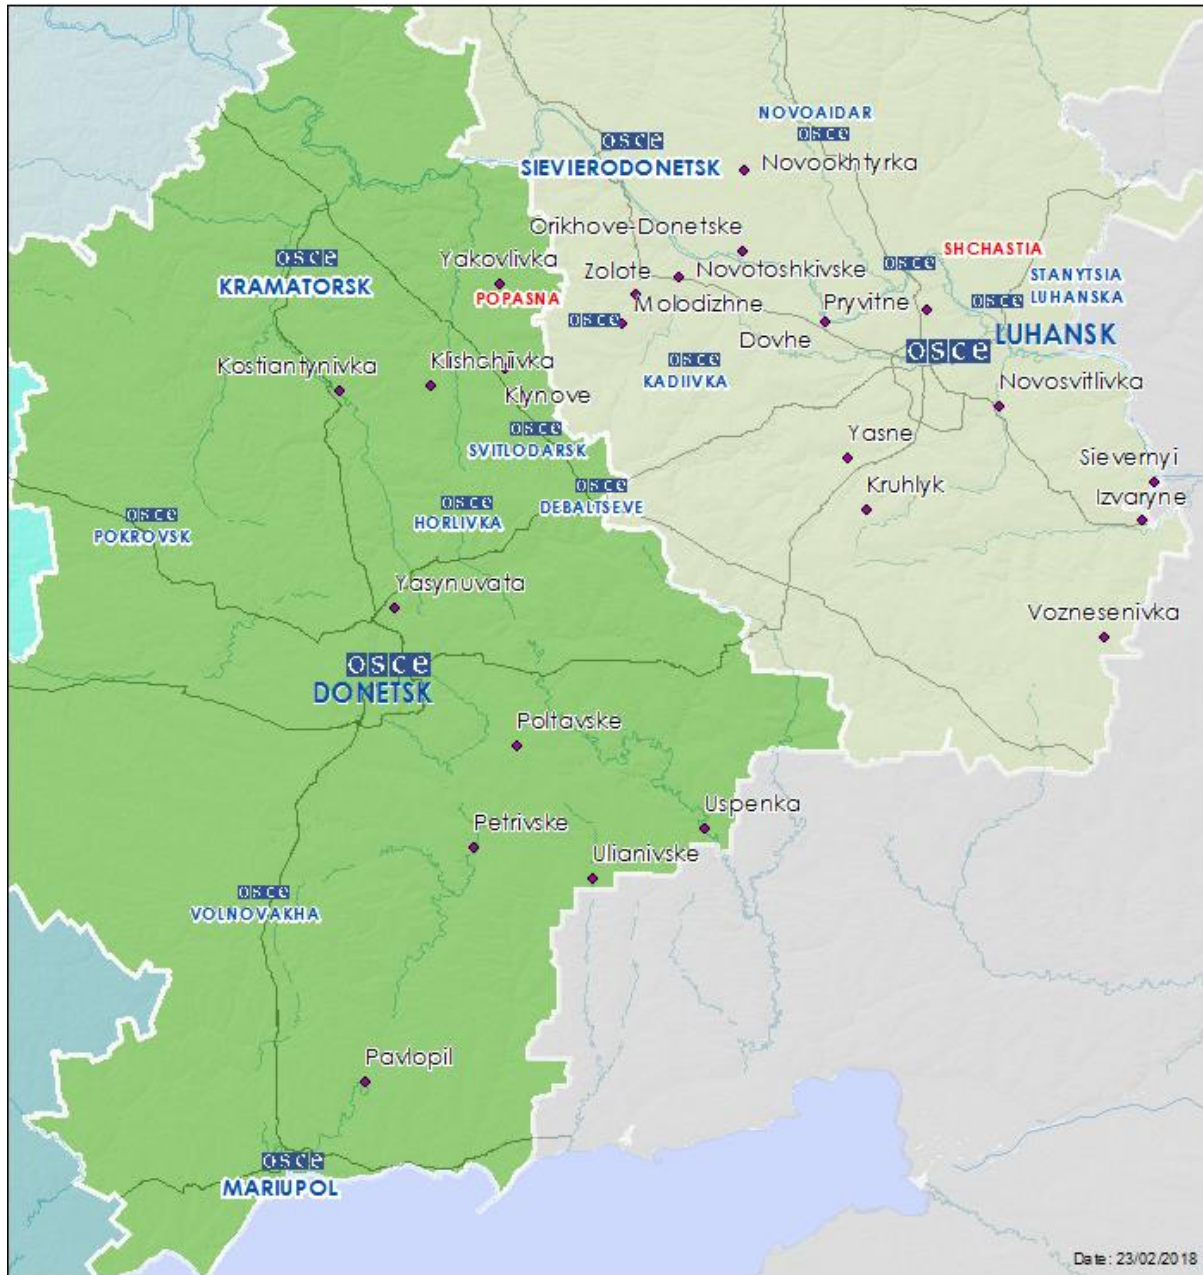 NOVOAIDAR
osce
osce
SIEVIERODONETSK
Novookhtyrka
Orikhove-Donetske
SHCHASTIA
osce
Yakovlivka
Zolote
Novotoshkivske
STANYTSIA
LUHANSKA
osce
osce
KRAMATORSK
POPASNA
Molodizhne
Pryvitne
osce
Dovhe
osce
LUHANSK
osce
KADIIVKA
Kostiantynivka
Klishchiivka
Klynove
Novosvitlivka
osce
SVITLODARSK
Yasne
Sievernyi
Kruhlyk
Izvaryne
osce
DEBALTSEVE
osce
HORLIVKA
osce
POKROVSK
Yasynuvata
Voznesenivka
osce
DONETSK
Poltavske
Uspenka
Petrivske
Ulianivske
osce
VOLNOVAKHA
Pavlopil
osce
MARIUPOL
Date: 23/02/2018